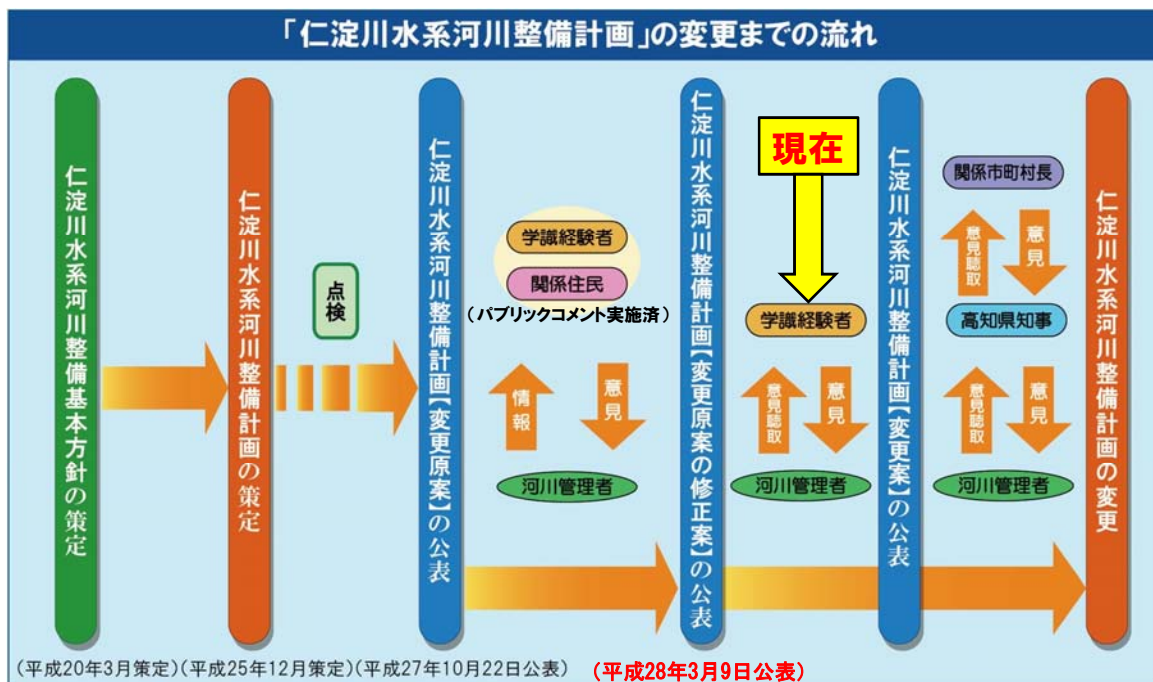 「仁淀川水系河川整備計画」の変更までの流れ
仁淀川水系河川整備基本方針の策定
仁淀川水系河川整備計画の策定
点検
仁淀川水系河川整備計画【変更原案】の公表
学識経験者
関係住民
（パブリックコメント実施済）
情報
意見
河川管理者
仁淀川水系河川整備計画【変更原案の修正案】の公表
現在
学識経験者
意見聴取
意見
河川管理者
仁淀川水系河川整備計画【変更案】の公表
関係市町村長
意見聴取
意見
高知県知事
意見聴取
意見
河川管理者
仁淀川水系河川整備計画の変更
（平成20年3月策定）（平成25年12月策定）（平成27年10月22日公表）
（平成28年3月9日公表）